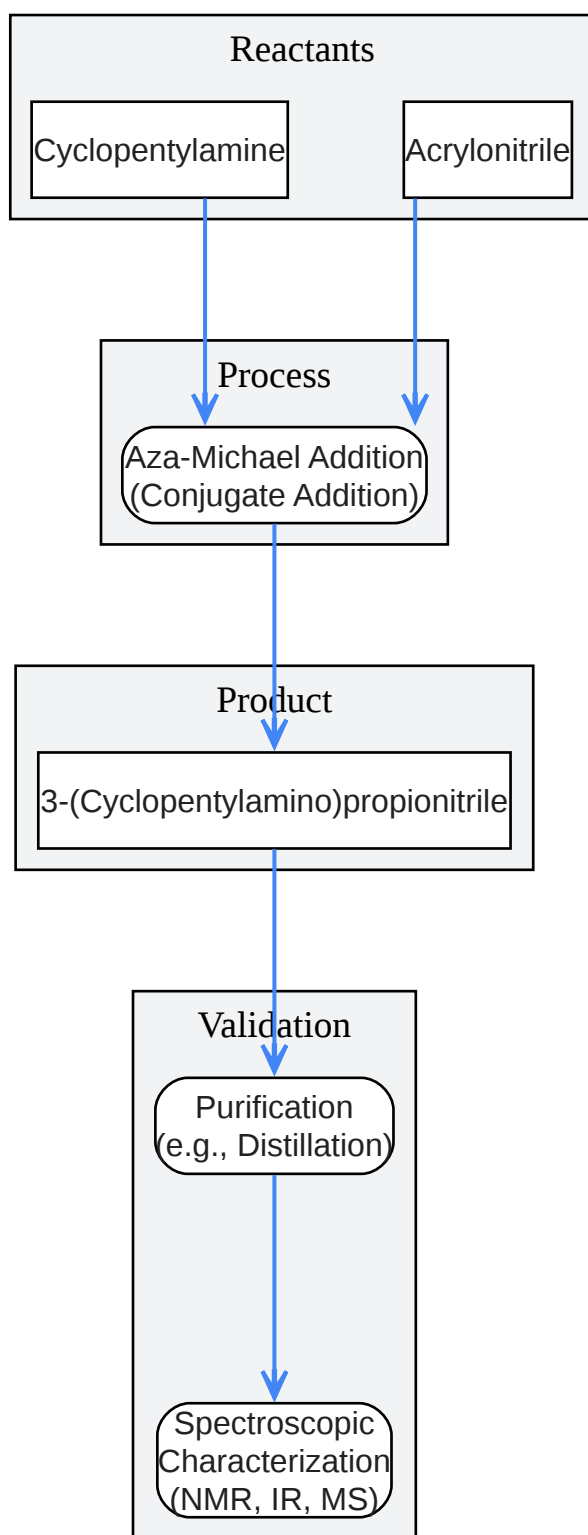 Reactants
Cyclopentylamine
Acrylonitrile
Process
Aza-Michael Addition
(Conjugate Addition)
Product
3-(Cyclopentylamino)propionitrile
Validation
Purification
(e.g., Distillation)
Spectroscopic
Characterization
(NMR, IR, MS)